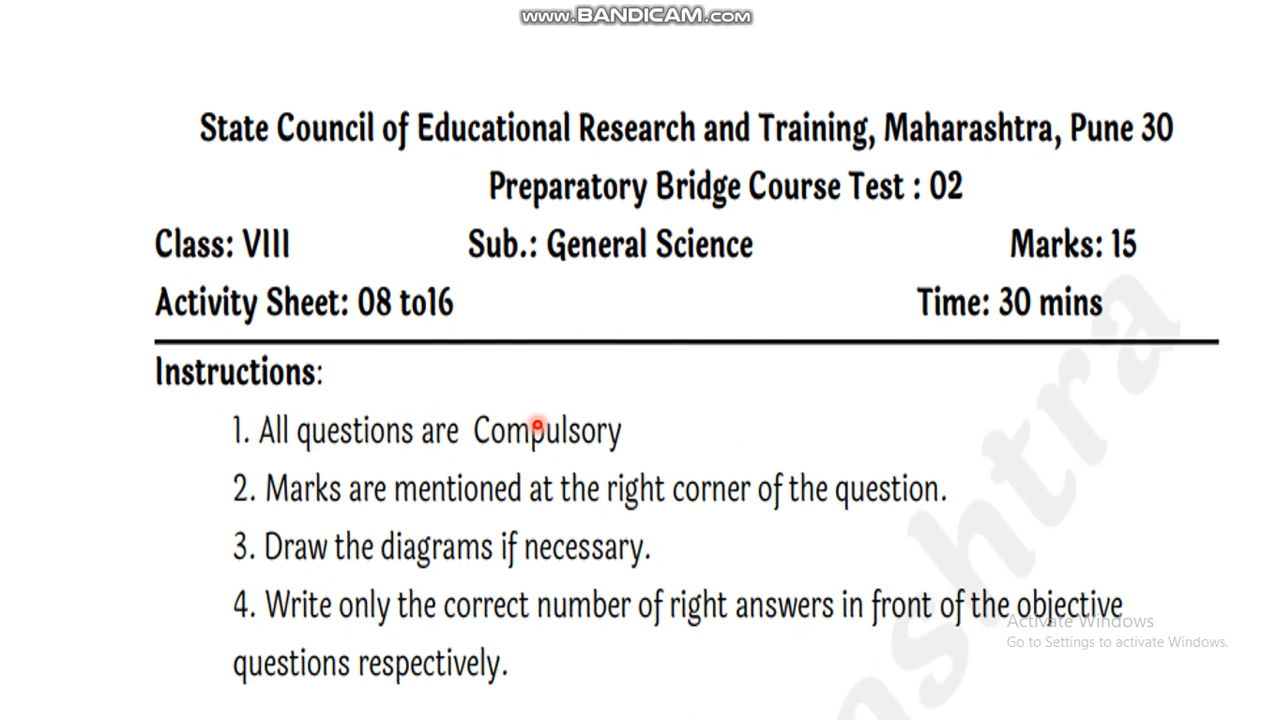 www.BANDICAM.com
State Council of Educational Research and Training, Maharashtra, Pune 30
Preparatory Bridge Course Test : 02
Class: VIII Sub.: General Science Marks: 15
Activity Sheet: 08 to16 Time: 30 mins
Instructions:
1. All questions are Compulsory
2. Marks are mentioned at the right corner of the question.
3. Draw the diagrams if necessary.
4. Write only the correct number of right answers in front of the objective
questions respectively.
Activate Windows
Go to Settings to activate Windows.